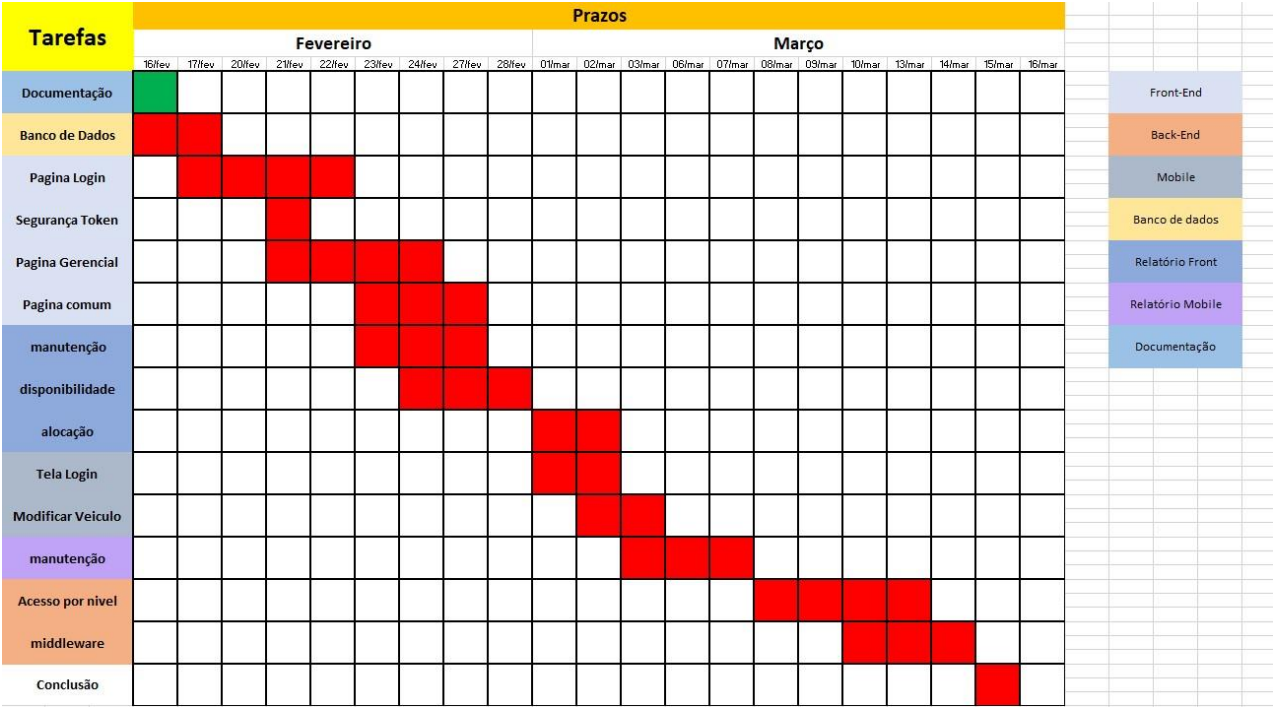 Tarefas
Prazos
Fevereiro
Março
16/fev 17/fev 20/fev 21/fev 22/fev 23/fev 24/fev 27/fev 28/fev 01/mar 02/mar 03/mar 06/mar 07/mar 08/mar 09/mar 10/mar 13/mar 14/mar 15/mar 16/mar
Documentação
Banco de Dados
Pagina Login
Segurança Token
Pagina Gerencial
Pagina comum
manutenção
disponibilidade
alocação
Tela Login
Modificar Veiculo
manutenção
Acesso por nivel
middleware
Conclusão
Front-End
Back-End
Mobile
Banco de dados
Relatório Front
Relatório Mobile
Documentação